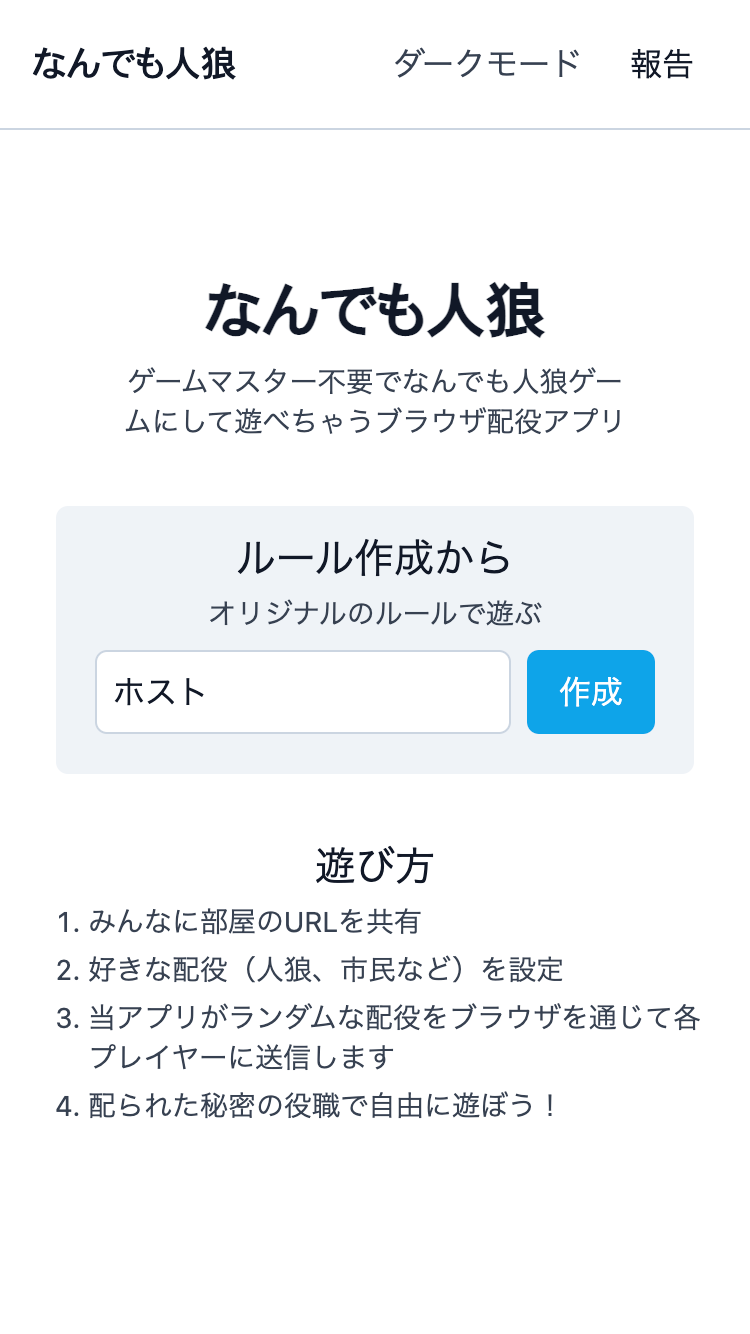 なんでも人狼
ダークモード
報告
なんでも人狼
ゲームマスター不要でなんでも人狼ゲー
ムにして遊べちゃうブラウザ配役アプリ
ルール作成から
オリジナルのルールで遊ぶ
ホスト
作成
遊び方
1. みんなに部屋のURLを共有
2. 好きな配役（人狼、市民など）を設定
3. 当アプリがランダムな配役をブラウザを通じて各
プレイヤーに送信します
4. 配られた秘密の役職で自由に遊ぼう！